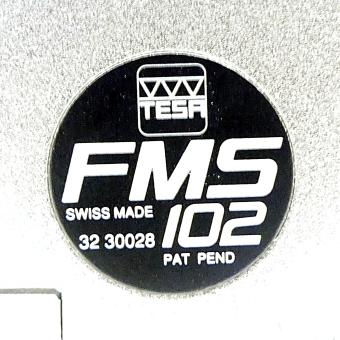 TESA
FMS
SWISS MADE 102
32 30028
PAT PEND